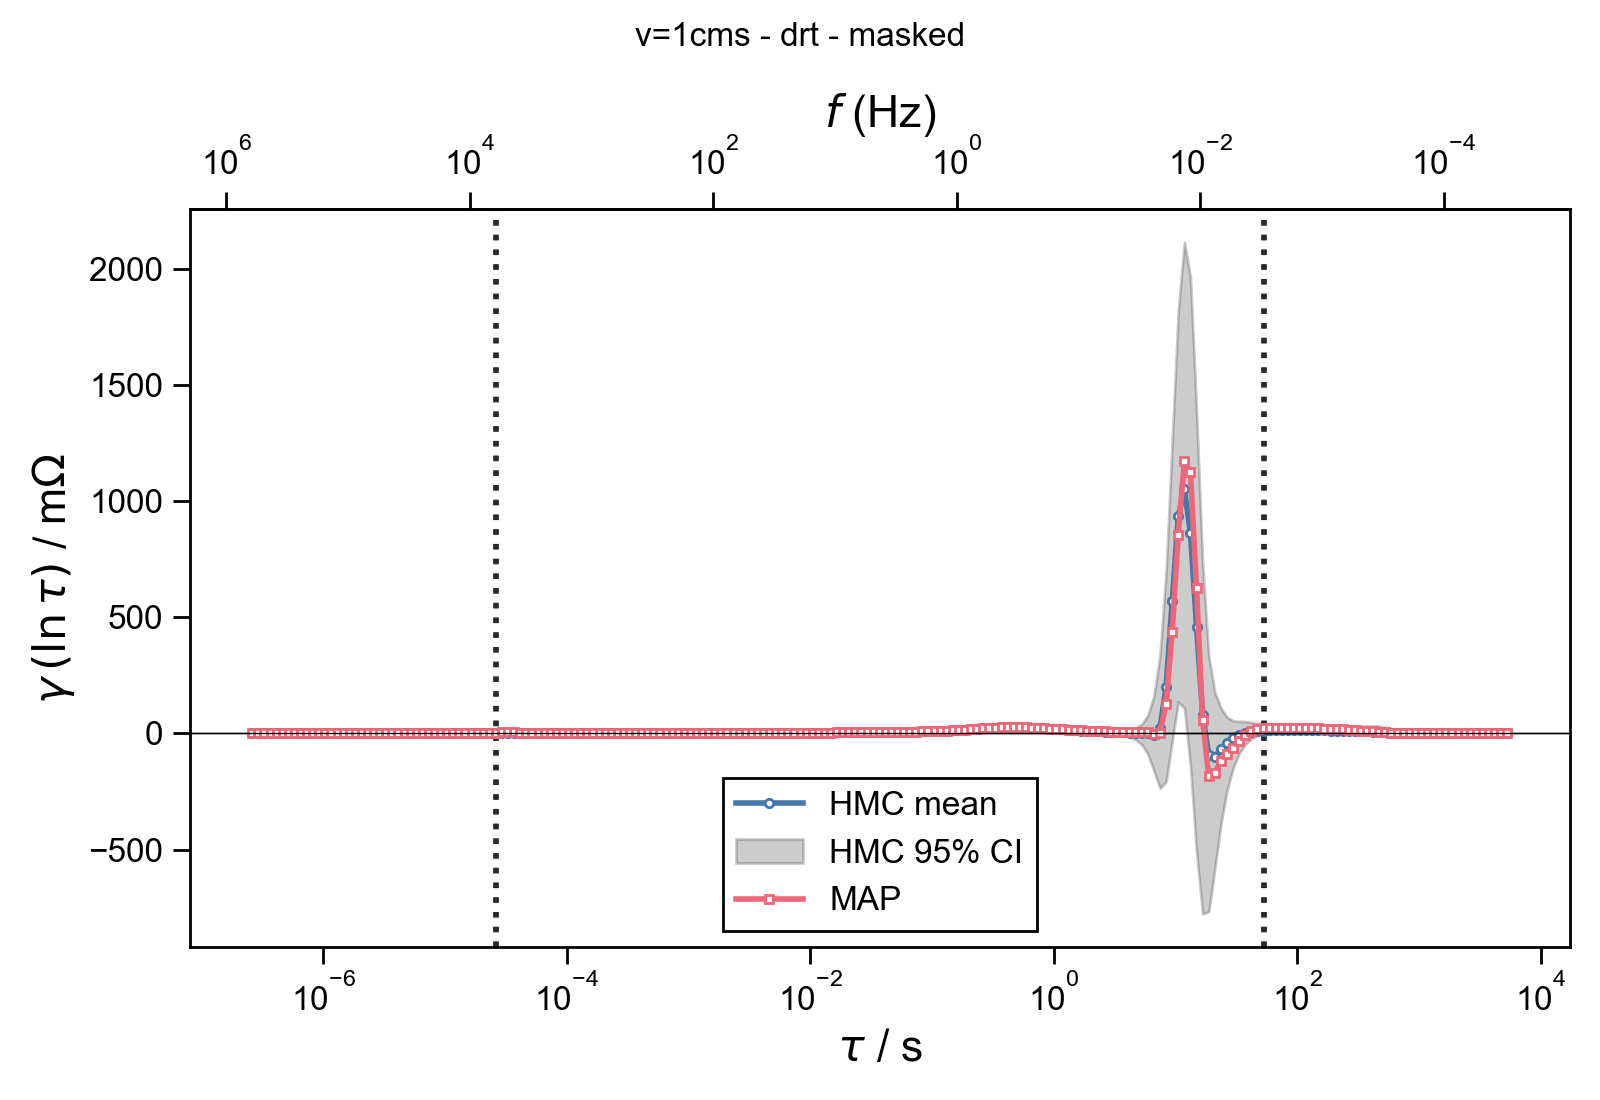 v=1cms - drt - masked
f (Hz)
10^6 10^4 10^2 10^0 10^−2 10^−4
γ (ln τ) / mΩ
2000
1500
1000
500
0
−500
HMC mean
HMC 95% CI
MAP
10^−6 10^−4 10^−2 10^0 10^2 10^4
τ / s